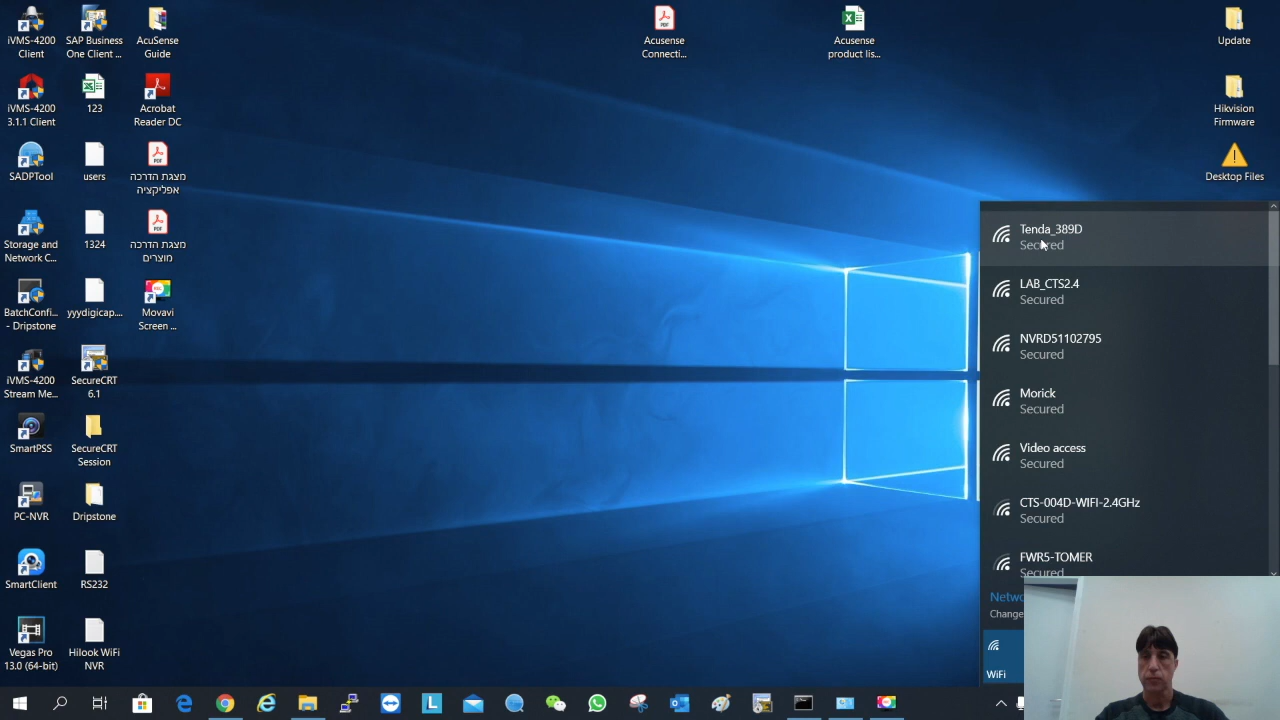 iVMS-4200
Client
SAP Business
One Client ...
AcuSense
Guide
Acusense
Connecti...
Acusense
product lis...
Update
iVMS-4200
3.1.1 Client
123
Acrobat
Reader DC
Hikvision
Firmware
SADPTool
users
מצגת הדרכה
אפליקציה
Desktop Files
Storage and
Network C...
1324
מצגת הדרכה
מוצרים
BatchConfi...
- Dripstone
yyydigicap....
Movavi
Screen ...
iVMS-4200
Stream Me...
SecureCRT
6.1
SmartPSS
SecureCRT
Session
PC-NVR
Dripstone
SmartClient
RS232
Vegas Pro
13.0 (64-bit)
Hilook WiFi
NVR
Tenda_389D
Secured
LAB_CTS2.4
Secured
NVRD51102795
Secured
Morick
Secured
Video access
Secured
CTS-004D-WIFI-2.4GHz
Secured
FWR5-TOMER
Secured
Change
WiFi